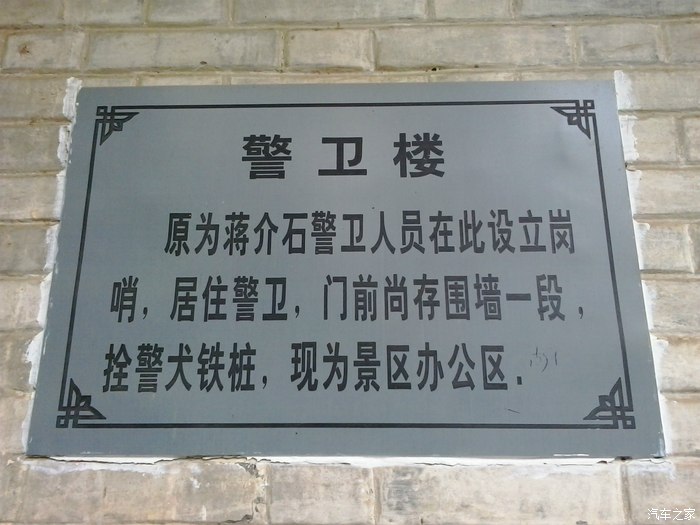 警卫楼
原为蒋介石警卫人员在此设立岗
哨，居住警卫，门前尚存围墙一段，
拴警犬铁桩，现为景区办公区.
汽车之家